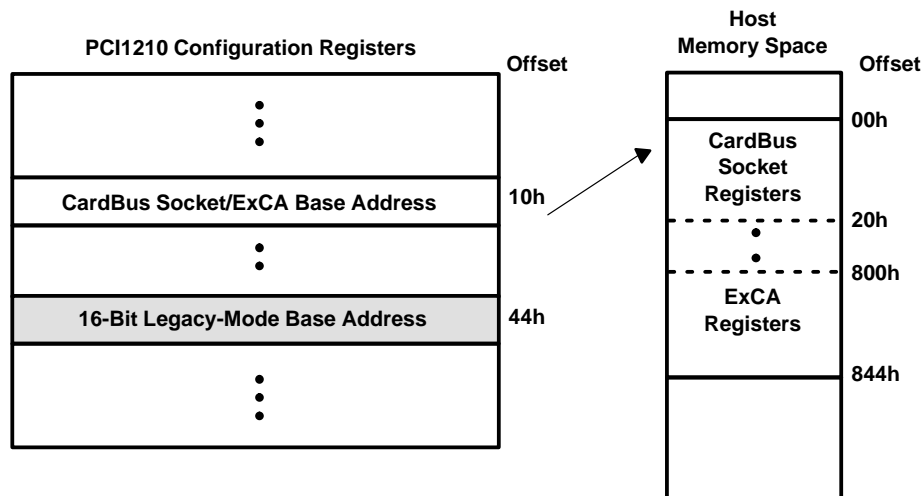 PCI1210 Configuration Registers
Offset
CardBus Socket/ExCA Base Address
10h
16-Bit Legacy-Mode Base Address
44h
Host
Memory Space
Offset
00h
CardBus
Socket
Registers
20h
800h
ExCA
Registers
844h